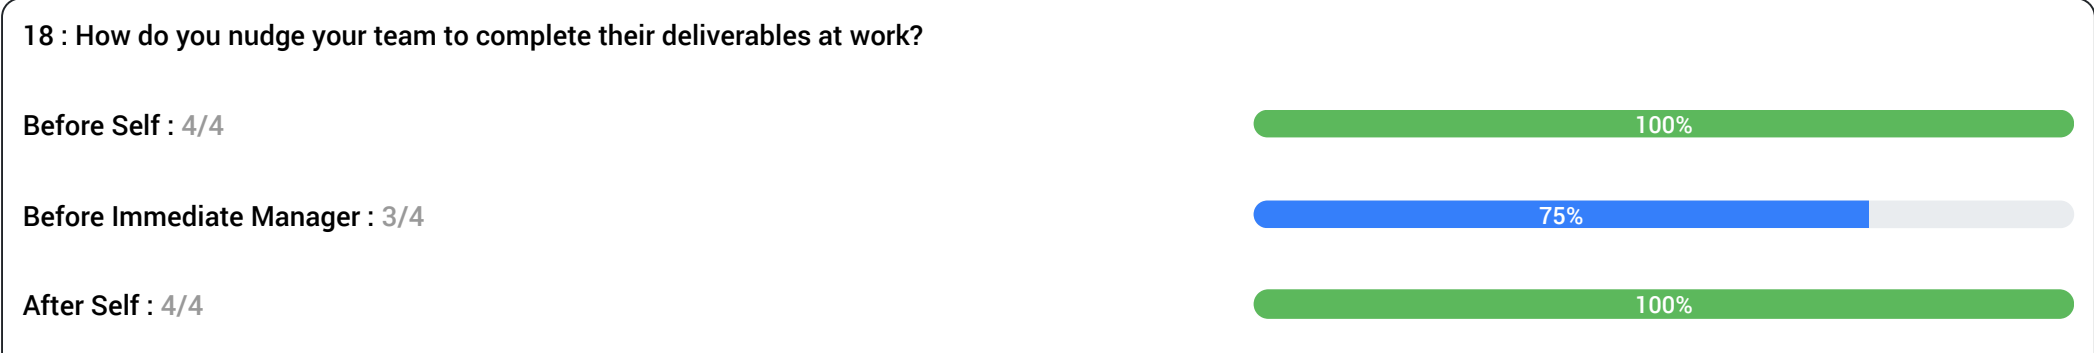 18 : How do you nudge your team to complete their deliverables at work?
Before Self : 4/4
100%
Before Immediate Manager : 3/4
75%
After Self : 4/4
100%